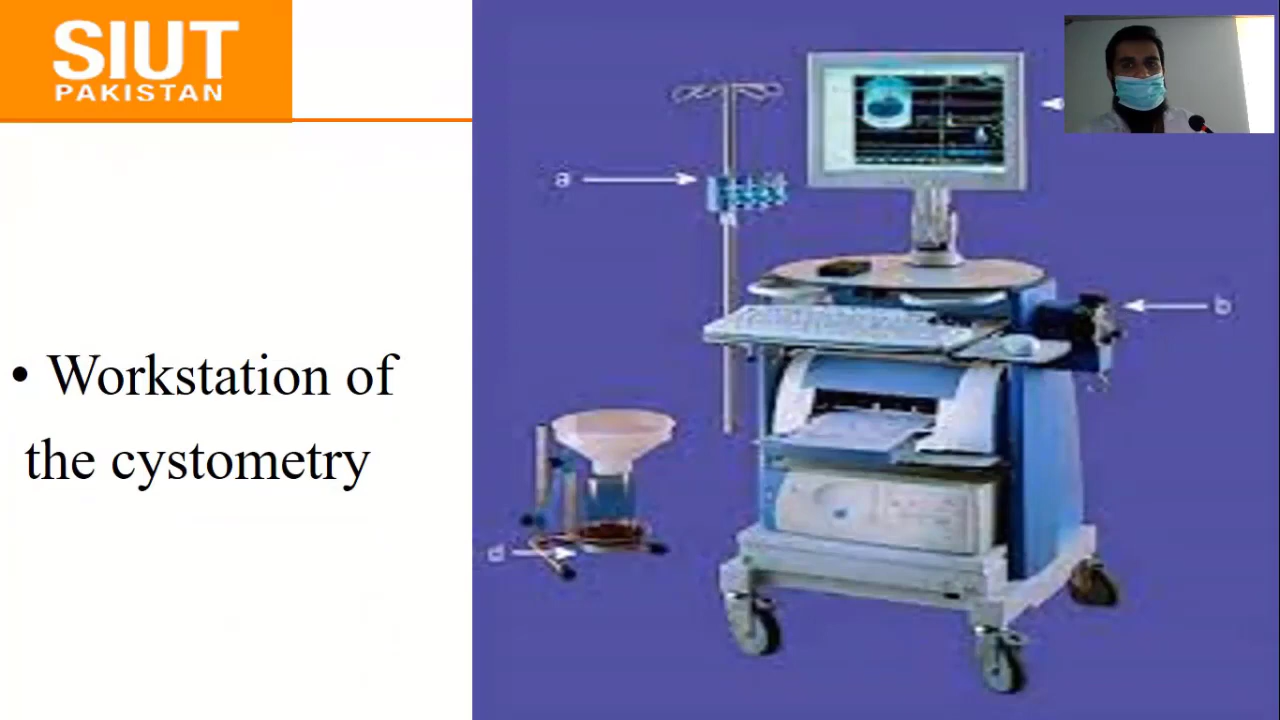 SIUT
PAKISTAN
• Workstation of
the cystometry
a
b
d